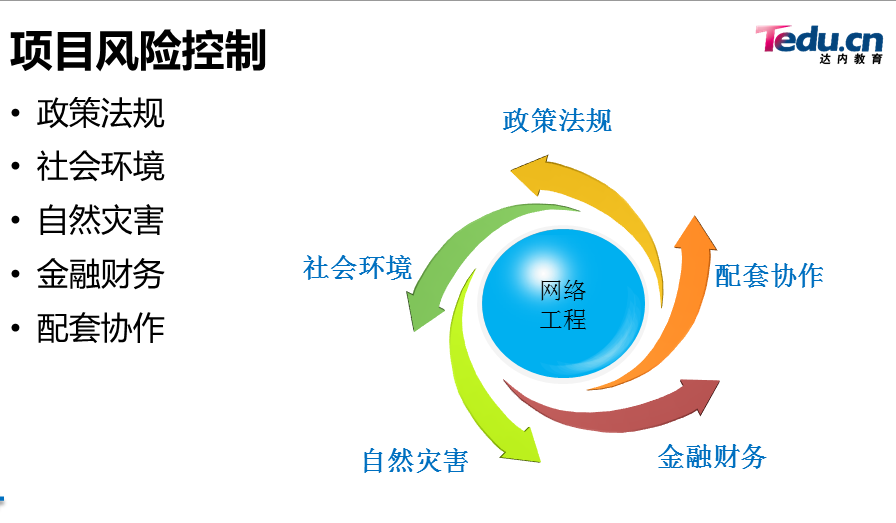 项目风险控制
Tedu.cn
达内教育
• 政策法规
• 社会环境
• 自然灾害
• 金融财务
• 配套协作
政策法规
社会环境
配套协作
网络
工程
自然灾害
金融财务